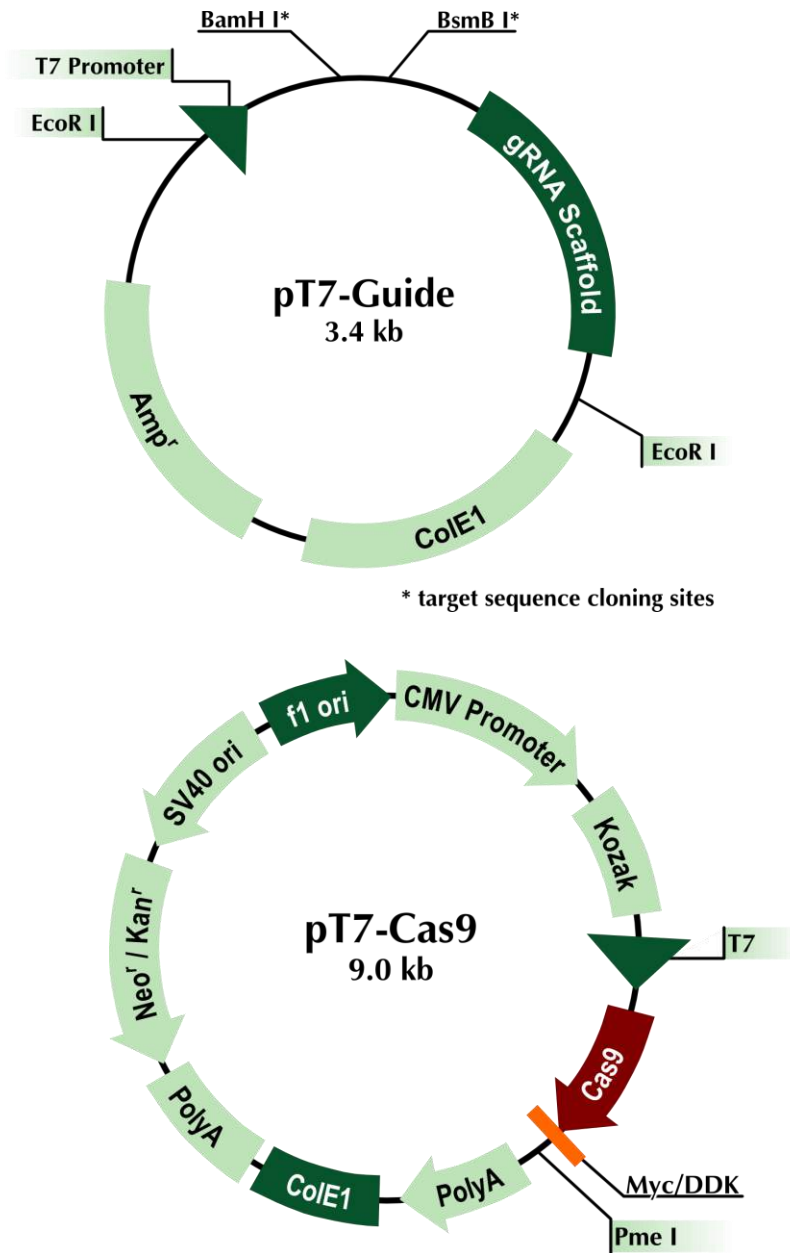 BamH I*
BsmB I*
T7 Promoter
EcoR I
gRNA Scaffold
pT7-Guide
3.4 kb
Ampʳ
EcoR I
ColE1
* target sequence cloning sites
f1 ori
CMV Promoter
SV40 ori
Kozak
pT7-Cas9
9.0 kb
T7
Neoʳ / Kanʳ
Cas9
PolyA
ColE1
PolyA
Myc/DDK
Pme I